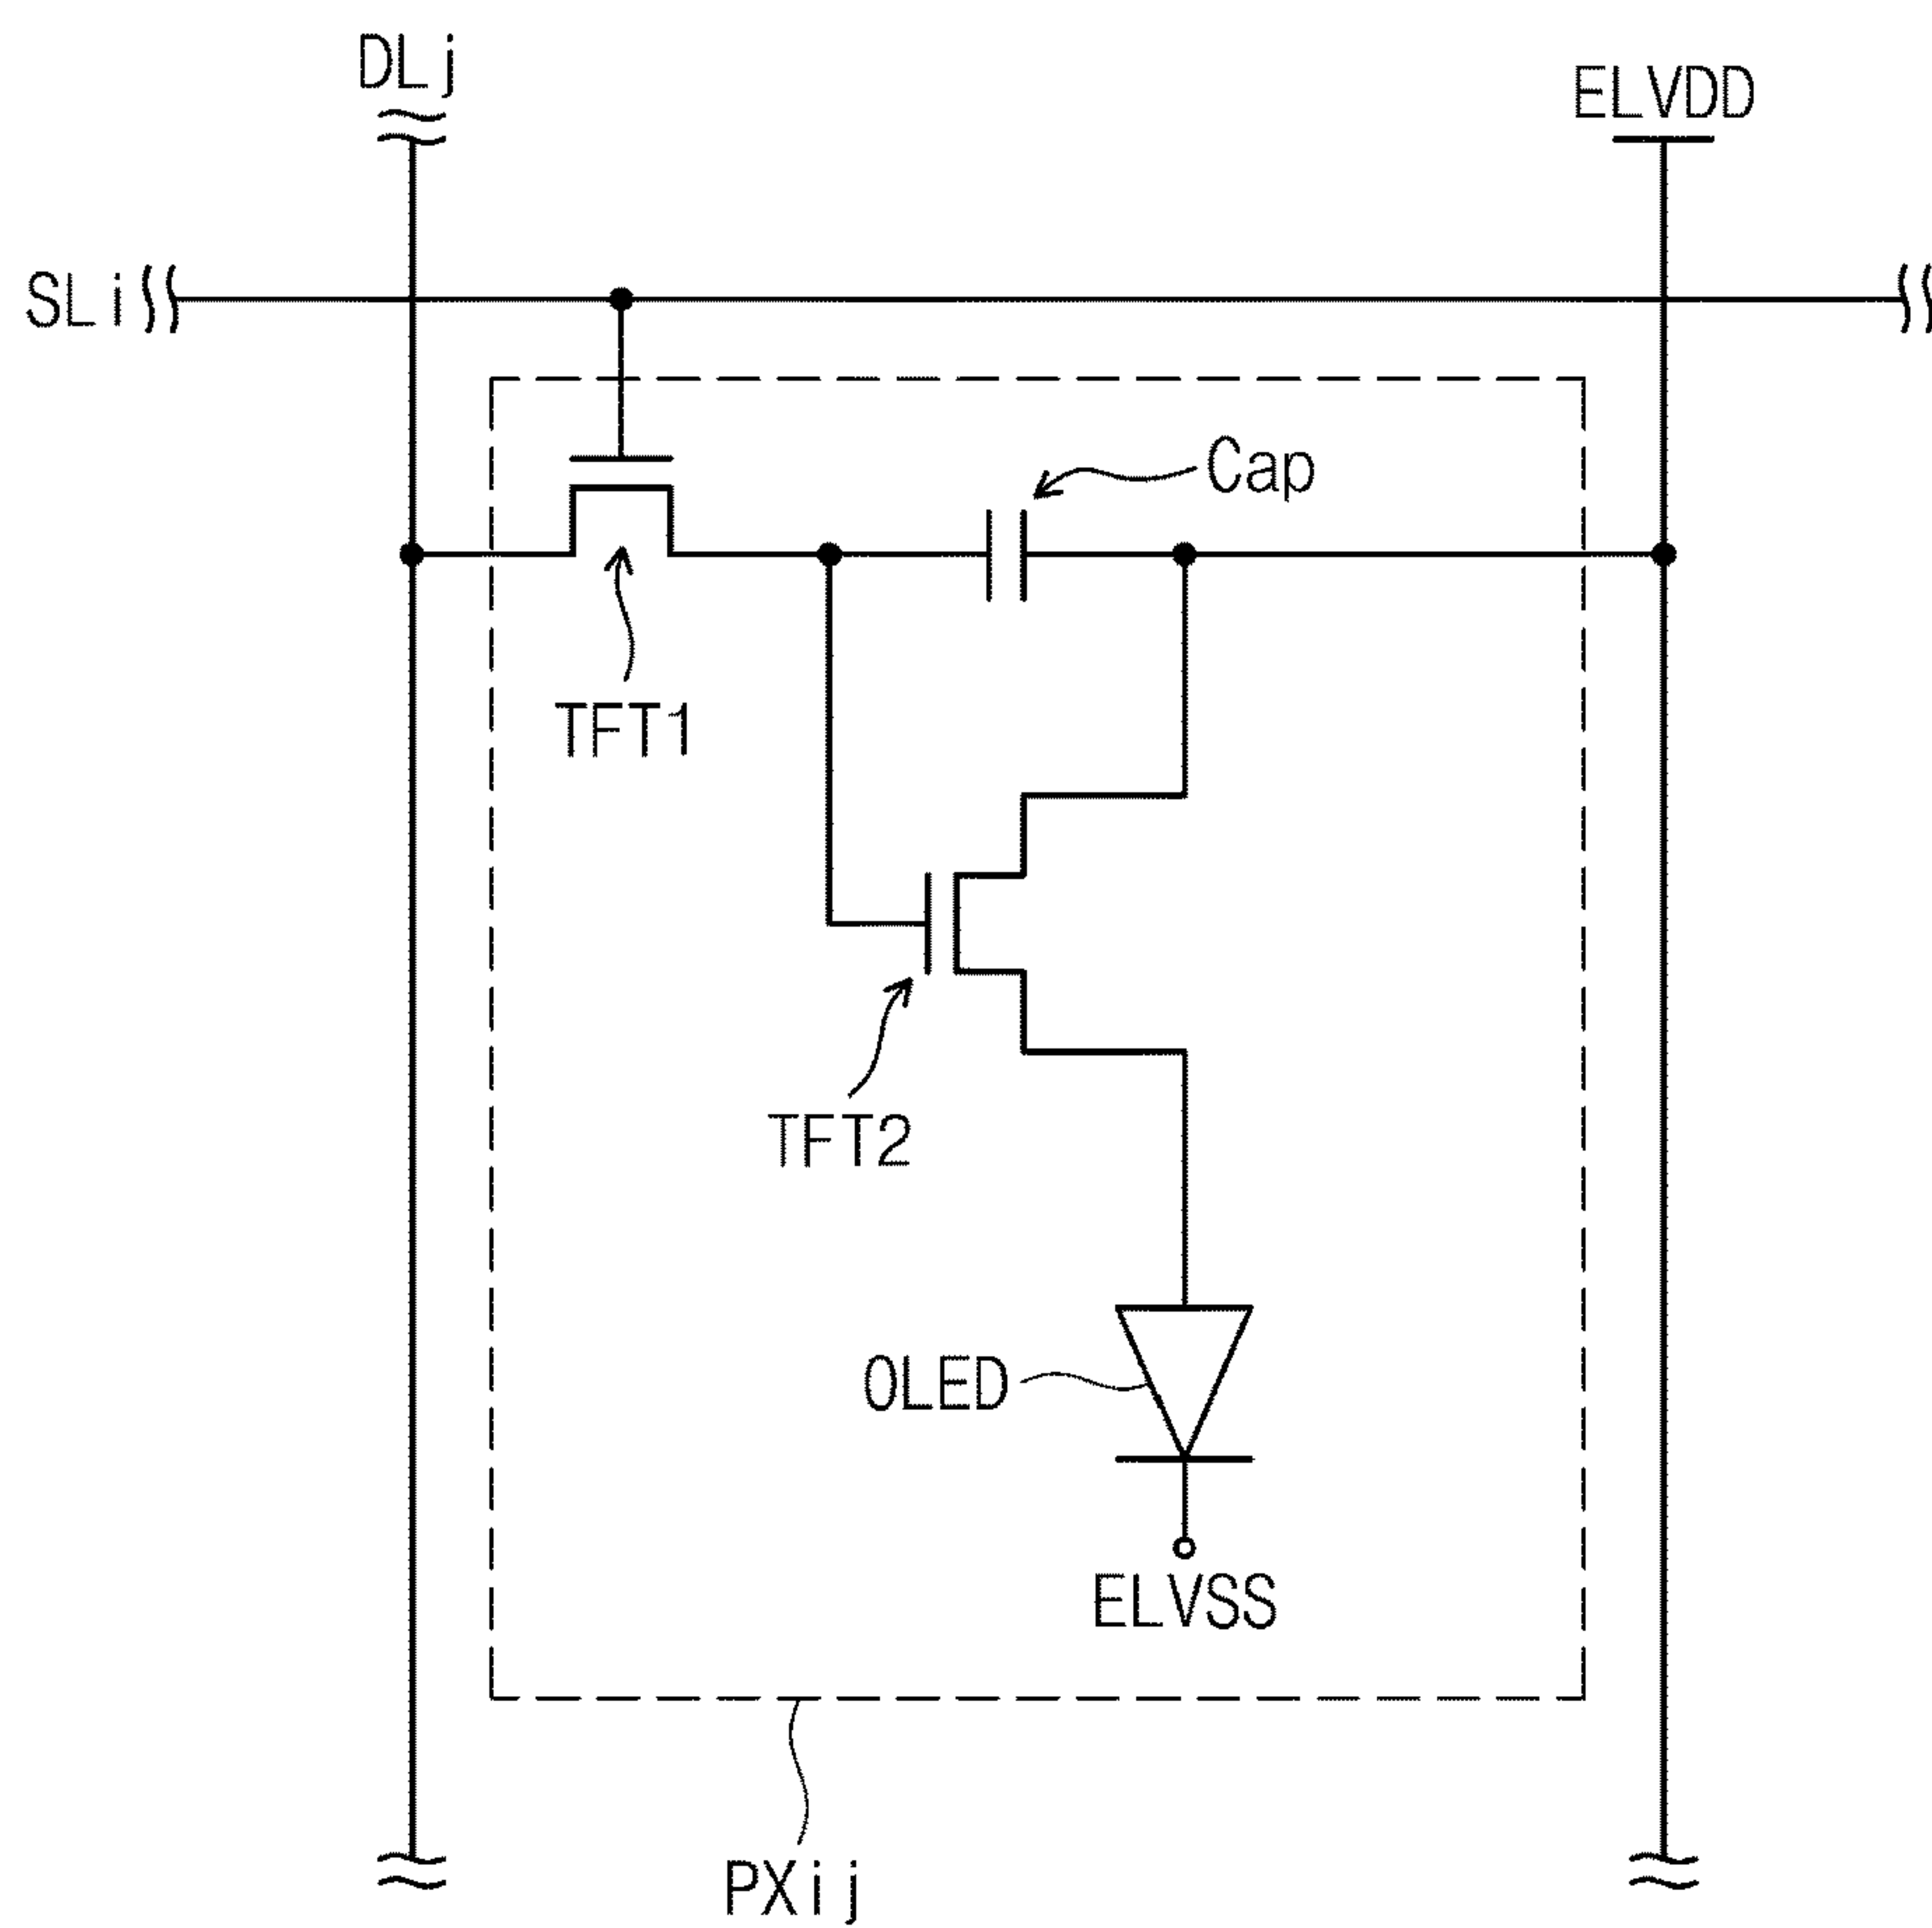 DLj
ELVDD
SLi
Cap
TFT1
TFT2
OLED
ELVSS
PXij